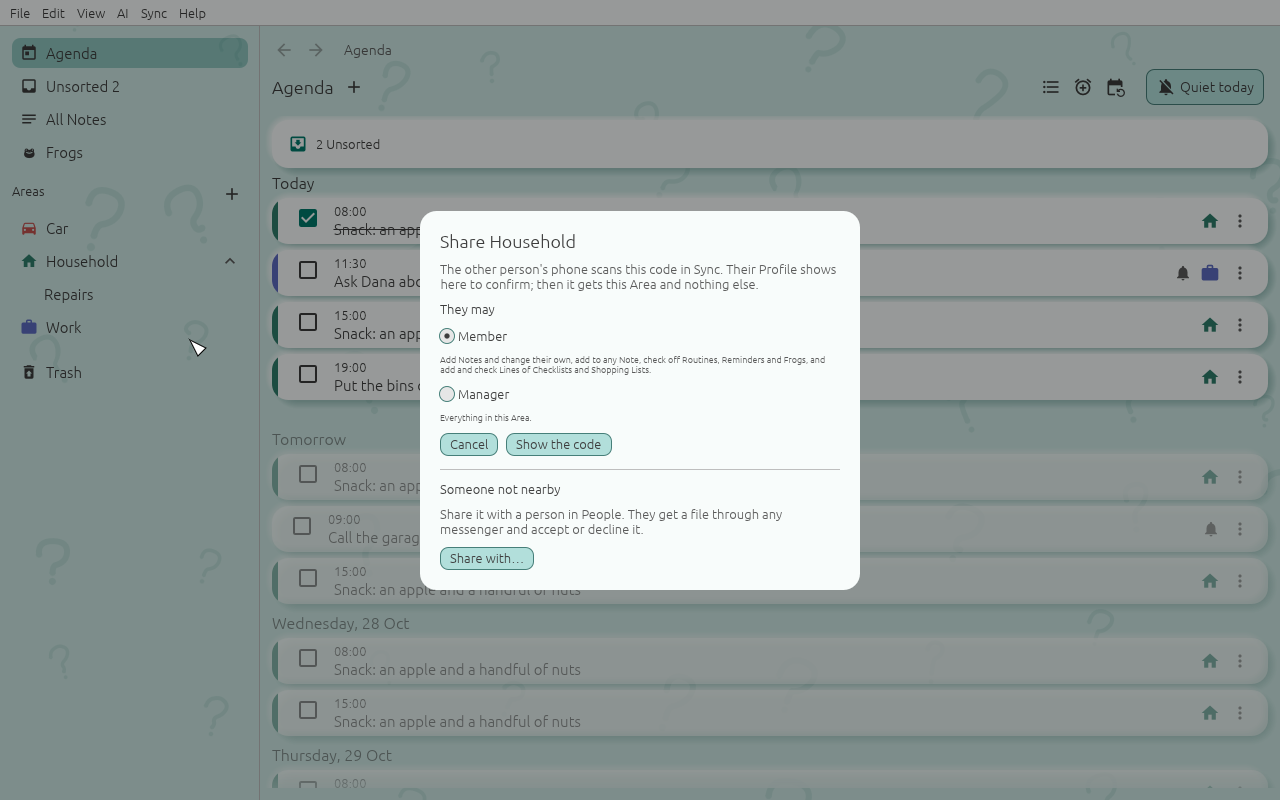 File Edit View AI Sync Help
Agenda
Unsorted 2
All Notes
Frogs
Areas
Car
Household
Repairs
Work
Trash
Agenda
Agenda
Quiet today
2 Unsorted
Today
08:00
Snack: an app
11:30
Ask Dana abo
15:00
Snack: an app
19:00
Put the bins o
Share Household
The other person's phone scans this code in Sync. Their Profile shows
here to confirm; then it gets this Area and nothing else.
They may
Member
Add Notes and change their own, add to any Note, check off Routines, Reminders and Frogs, and
add and check Lines of Checklists and Shopping Lists.
Manager
Everything in this Area.
Cancel
Show the code
Someone not nearby
Share it with a person in People. They get a file through any
messenger and accept or decline it.
Share with…
Tomorrow
08:00
Snack: an app
09:00
Call the garag
15:00
Snack: an apple and a handful of nuts
Wednesday, 28 Oct
08:00
Snack: an apple and a handful of nuts
15:00
Snack: an apple and a handful of nuts
Thursday, 29 Oct
08:00